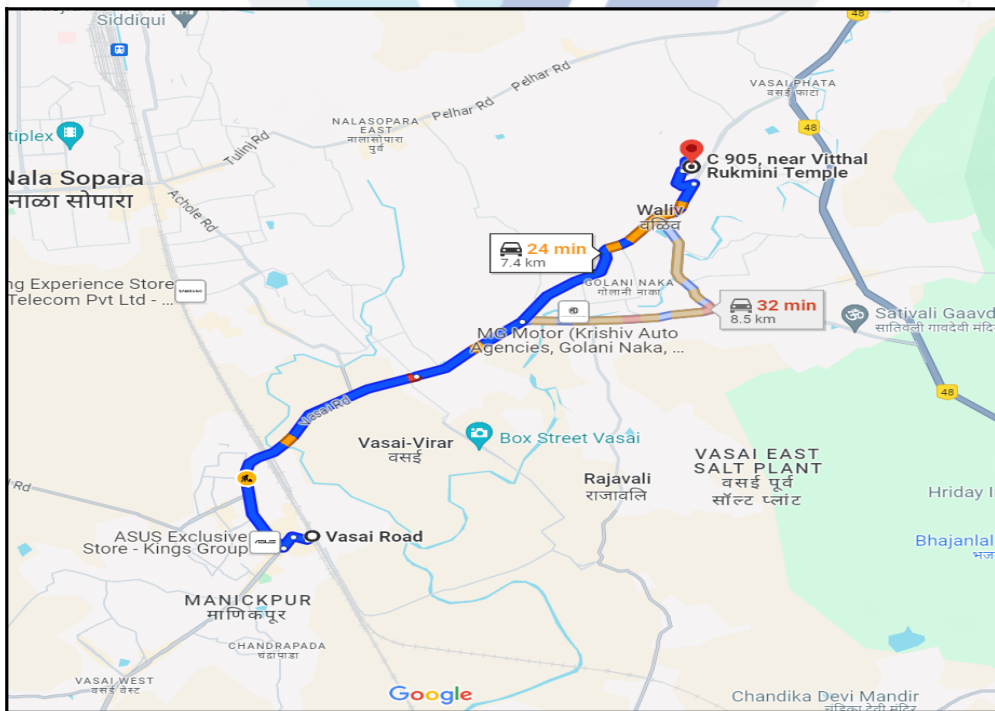 Siddiqui
48
Pelhar Rd
VASAI PHATA
वसई फाटा
Pelhar Rd
NALASOPARA
EAST
नालासोपारा
पुर्व
48
tiplex
Tulinj Rd
C 905, near Vitthal
Rukmini Temple
Nala Sopara
नाळा सोपारा
Achole Rd
Waliv
वाळिव
24 min
7.4 km
ng Experience Store
Telecom Pvt Ltd - ...
SAMSUNG
GOLANI NAKA
गोलानी नाका
32 min
8.5 km
Sativali Gaavd
सातिवली गावदेवी मंदि
MG Motor (Krishiv Auto
Agencies, Golani Naka, ...
48
Vasai Rd
Vasai-Virar
वसई
Box Street Vasai
VASAI EAST
SALT PLANT
वसई पूर्व
सॉल्ट प्लांट
Rajavali
राजावलि
Rd
Hriday I
ASUS Exclusive
Store - Kings Group
ASUS
Vasai Road
Bhajanlal
भज
MANICKPUR
माणिकपूर
CHANDRAPADA
चंद्रापाडा
VASAI WEST
वसई वेस्ट
Google
Chandika Devi Mandir
चंडिका देवी मंदिर